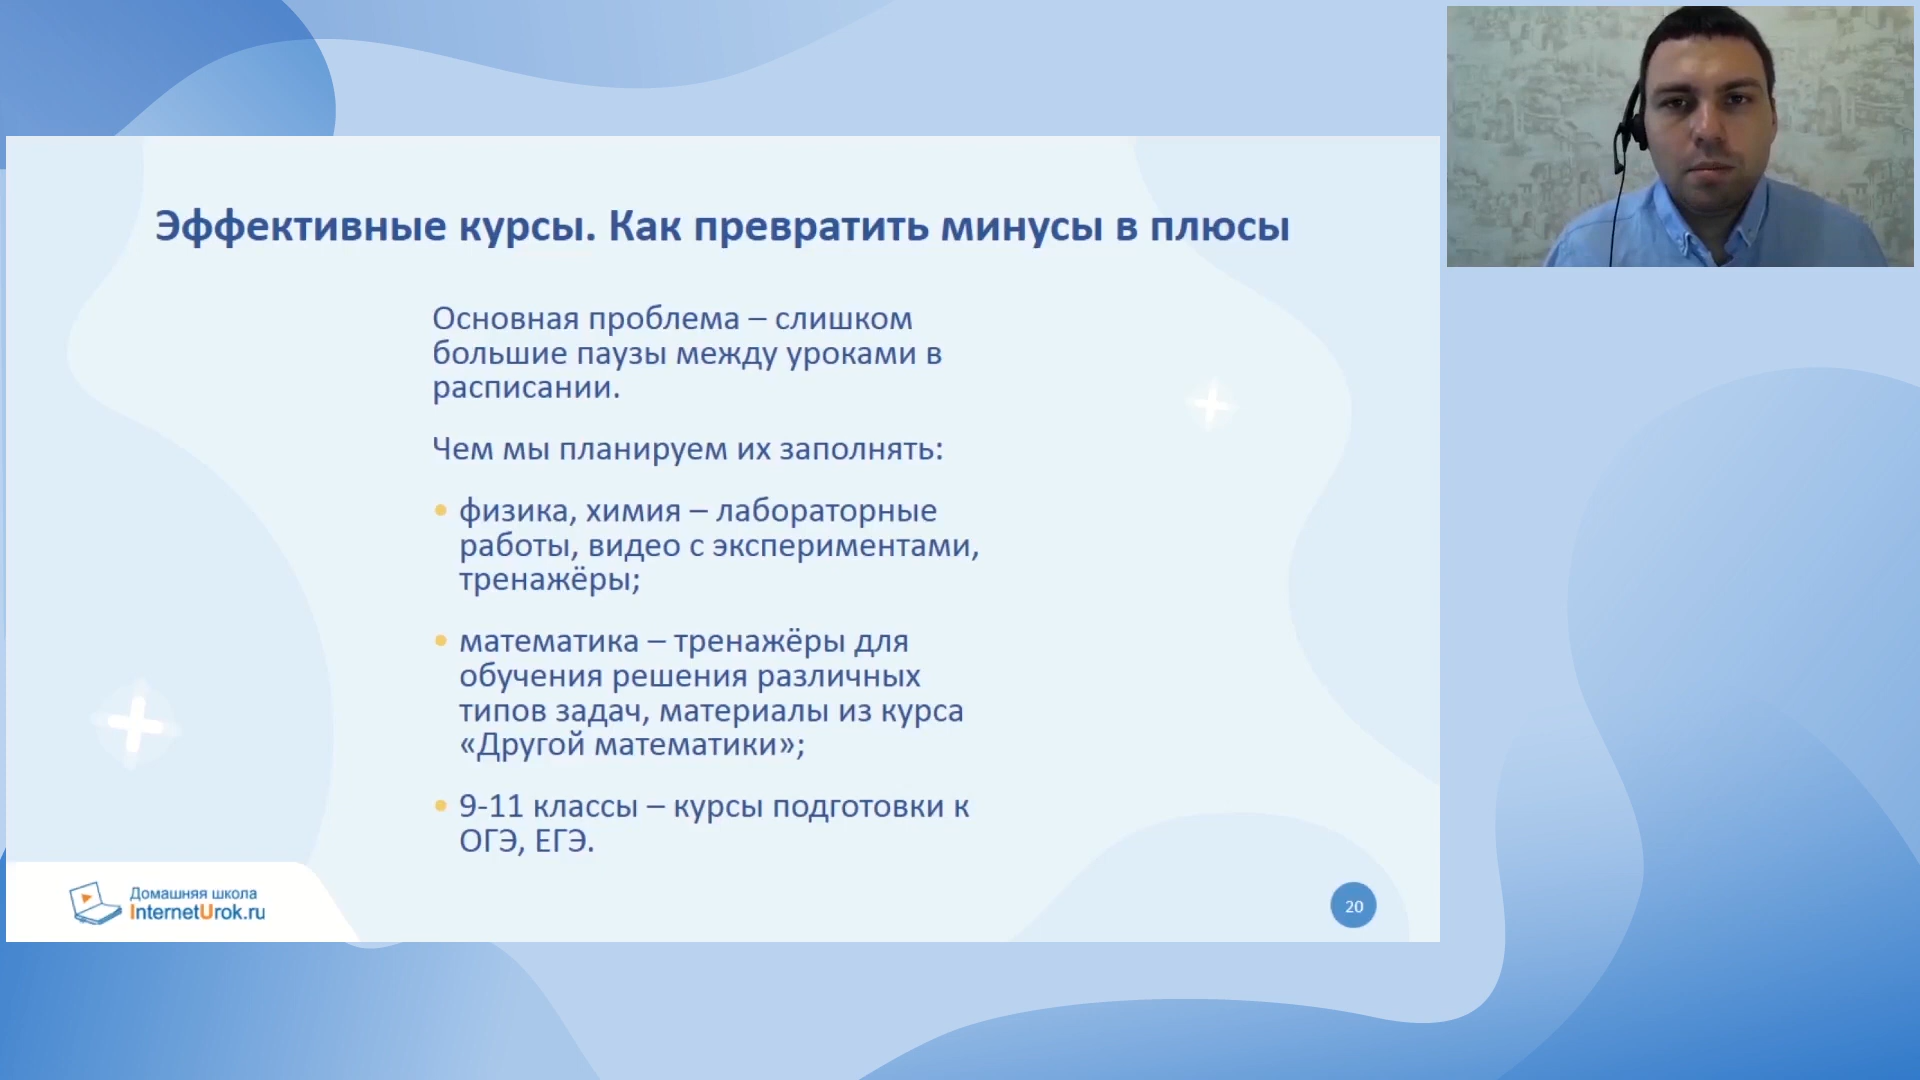 Эффективные курсы. Как превратить минусы в плюсы
Основная проблема – слишком
большие паузы между уроками в
расписании.
Чем мы планируем их заполнять:
• физика, химия – лабораторные
работы, видео с экспериментами,
тренажёры;
• математика – тренажёры для
обучения решения различных
типов задач, материалы из курса
«Другой математики»;
• 9-11 классы – курсы подготовки к
ОГЭ, ЕГЭ.
Домашняя школа
InternetUrok.ru
20